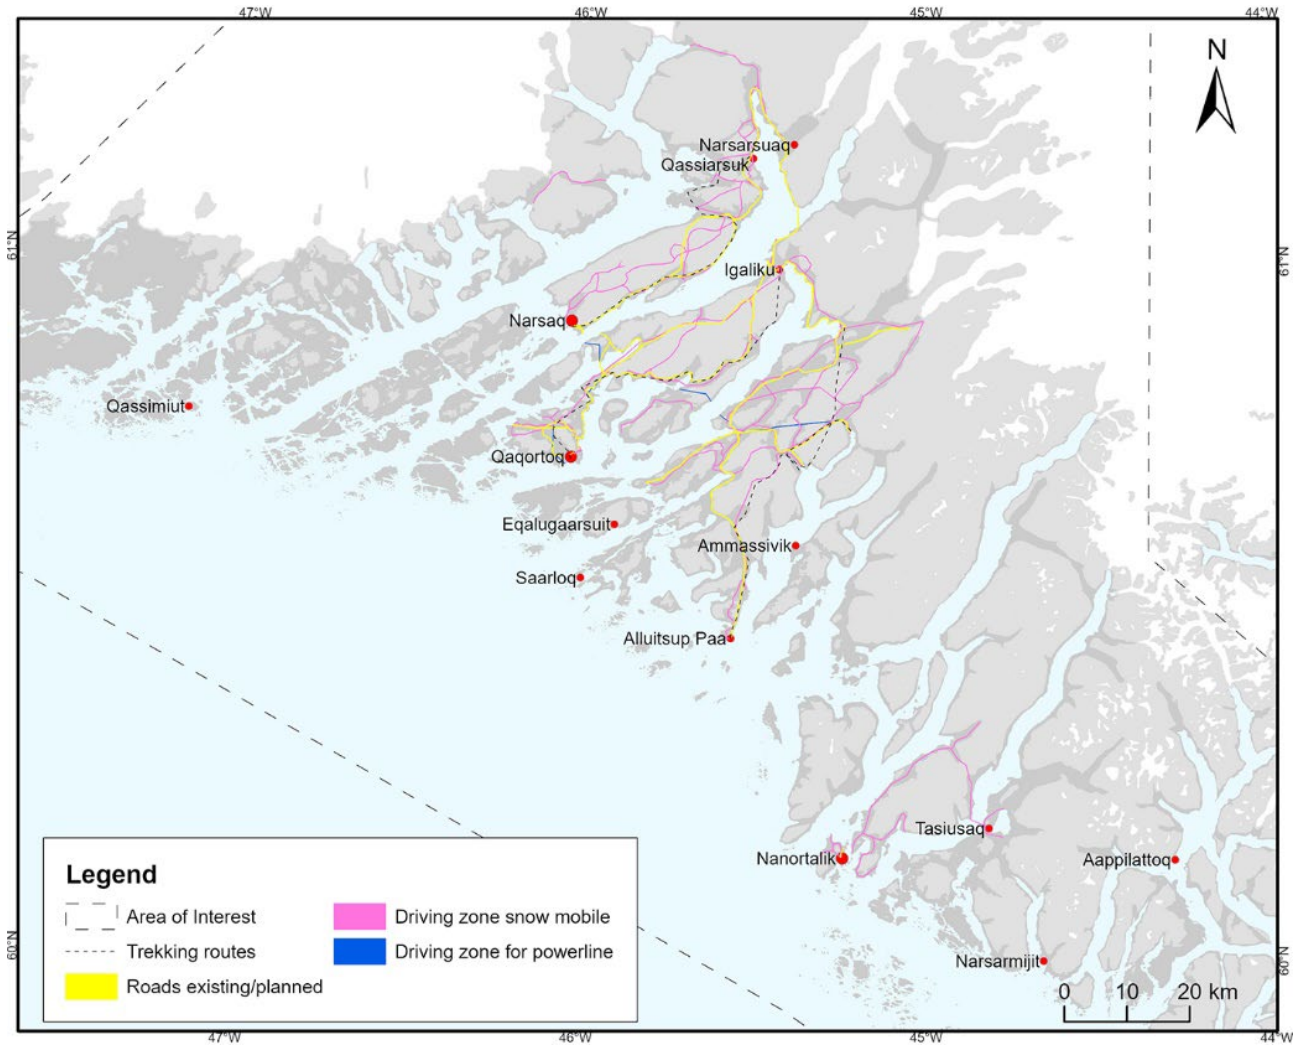 47°W 46°W 45°W 44°W
N
Narsarsuaq
Qassiarsuk
61°N
61°N
Igaliku
Narsaq
Qassimiut
Qaqortoq
Eqalugaarsuit
Ammassivik
Saarloq
Alluitsup Paa
Tasiusaq
Nanortalik
Aappilattoq
Legend
Area of Interest
Driving zone snow mobile
Trekking routes
Driving zone for powerline
Roads existing/planned
60°N
60°N
Narsarmijit
0 10 20 km
47°W 46°W 45°W 44°W